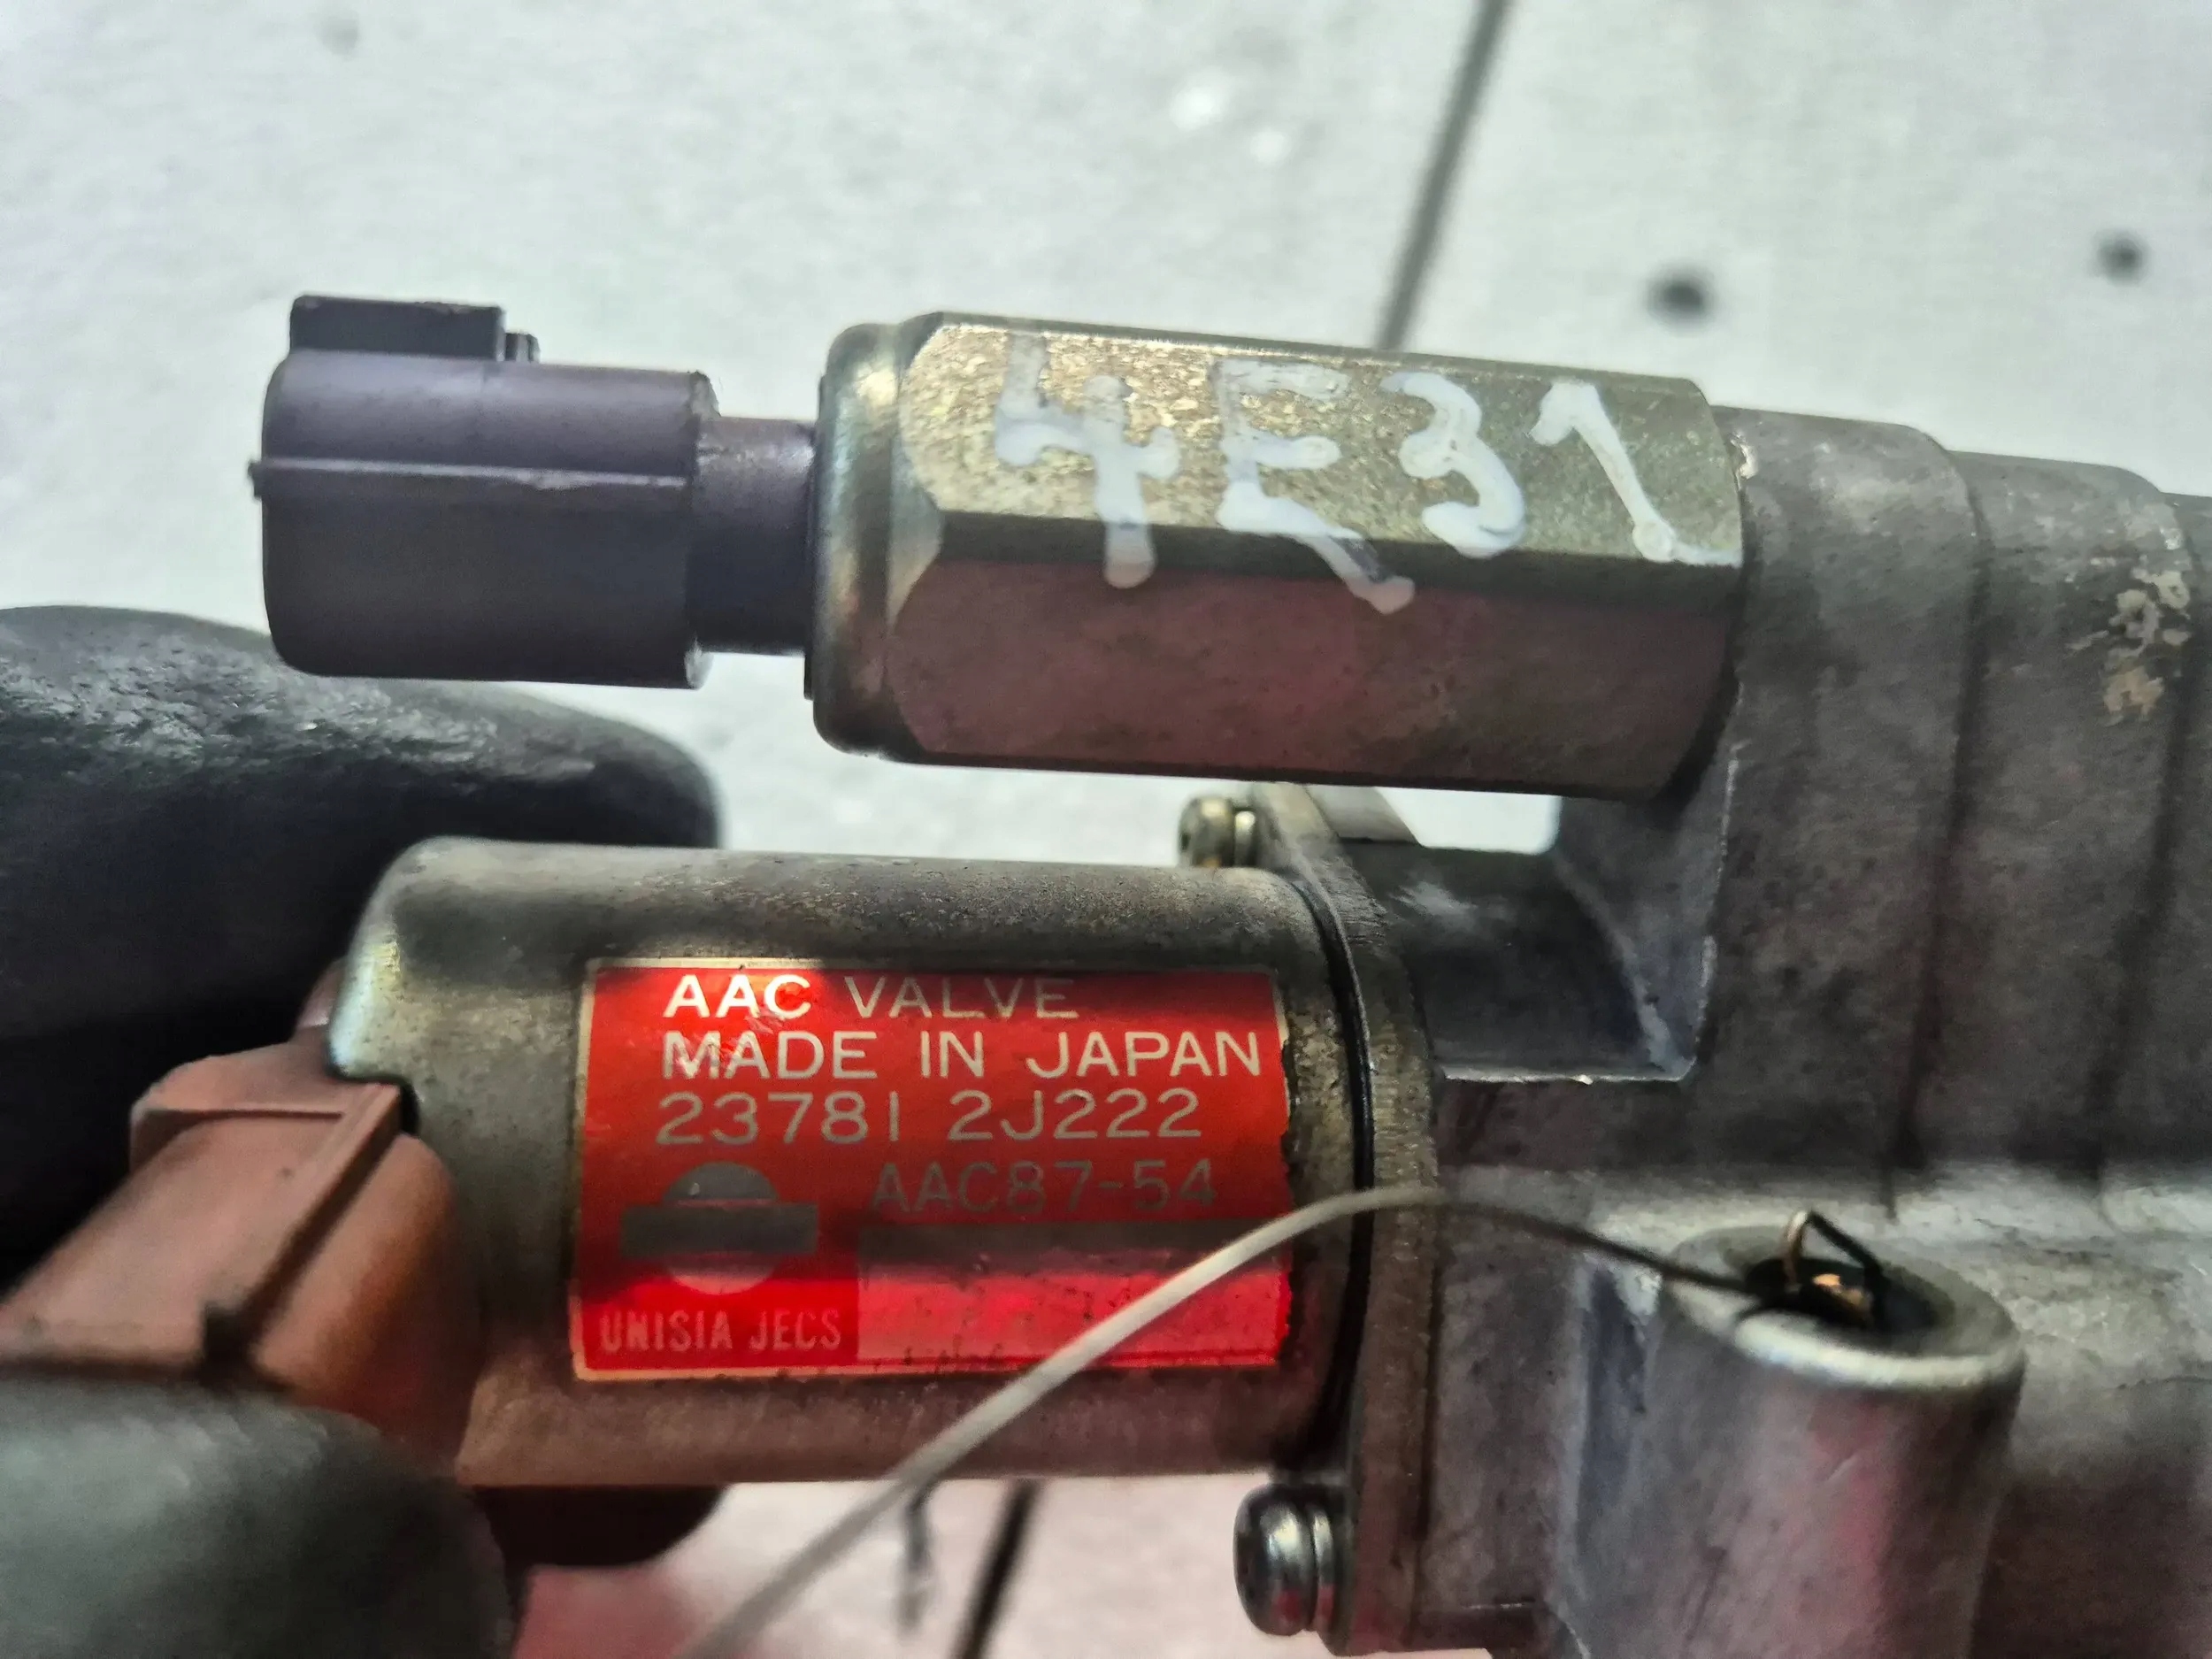 4E31
AAC VALVE
MADE IN JAPAN
23781 2J222
AAC87-54
UNISIA JECS